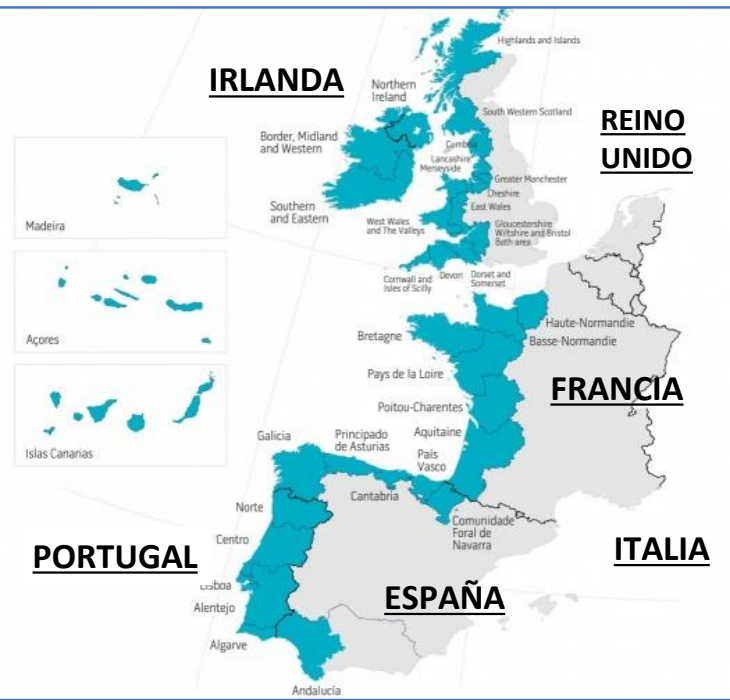 Highlands and Islands
IRLANDA
Northern
Ireland
South Western Scotland
REINO
UNIDO
Border, Midland
and Western
Cumbria
Lancashire
Merseyside
Greater Manchester
Cheshire
East Wales
Southern
and Eastern
West Wales
and The Valleys
Gloucestershire
Wiltshire and Bristol
Bath area
Cornwall and
Isles of Scilly
Devon
Dorset and
Somerset
Madeira
Açores
Islas Canarias
Haute-Normandie
Basse-Normandie
Bretagne
Pays de la Loire
FRANCIA
Poitou-Charentes
Aquitaine
Galicia
Principado
de Asturias
País
Vasco
Cantabria
Comunidade
Foral de
Navarra
Norte
Centro
PORTUGAL
ITALIA
Lisboa
ESPAÑA
Alentejo
Algarve
Andalucía